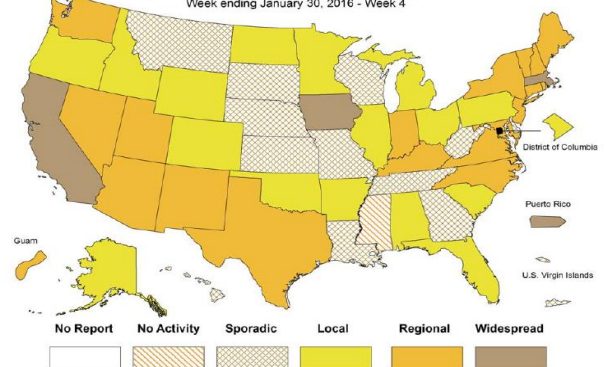 Week ending January 30, 2016 - Week 4
District of Columbia
Puerto Rico
Guam
U.S. Virgin Islands
No Report No Activity Sporadic Local Regional Widespread